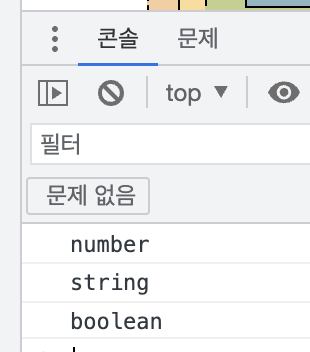 콘솔 문제
top
필터
문제 없음
number
string
boolean